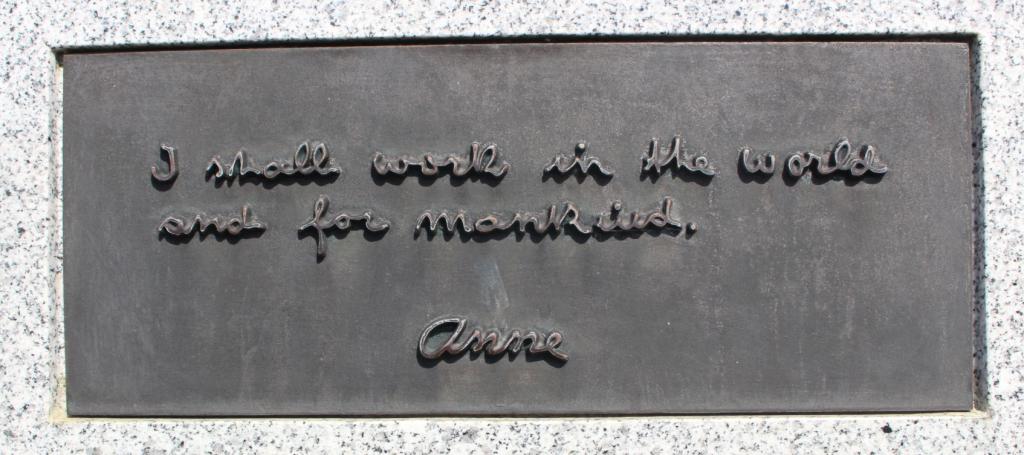 I shall work in the world
and for mankind.
Anne